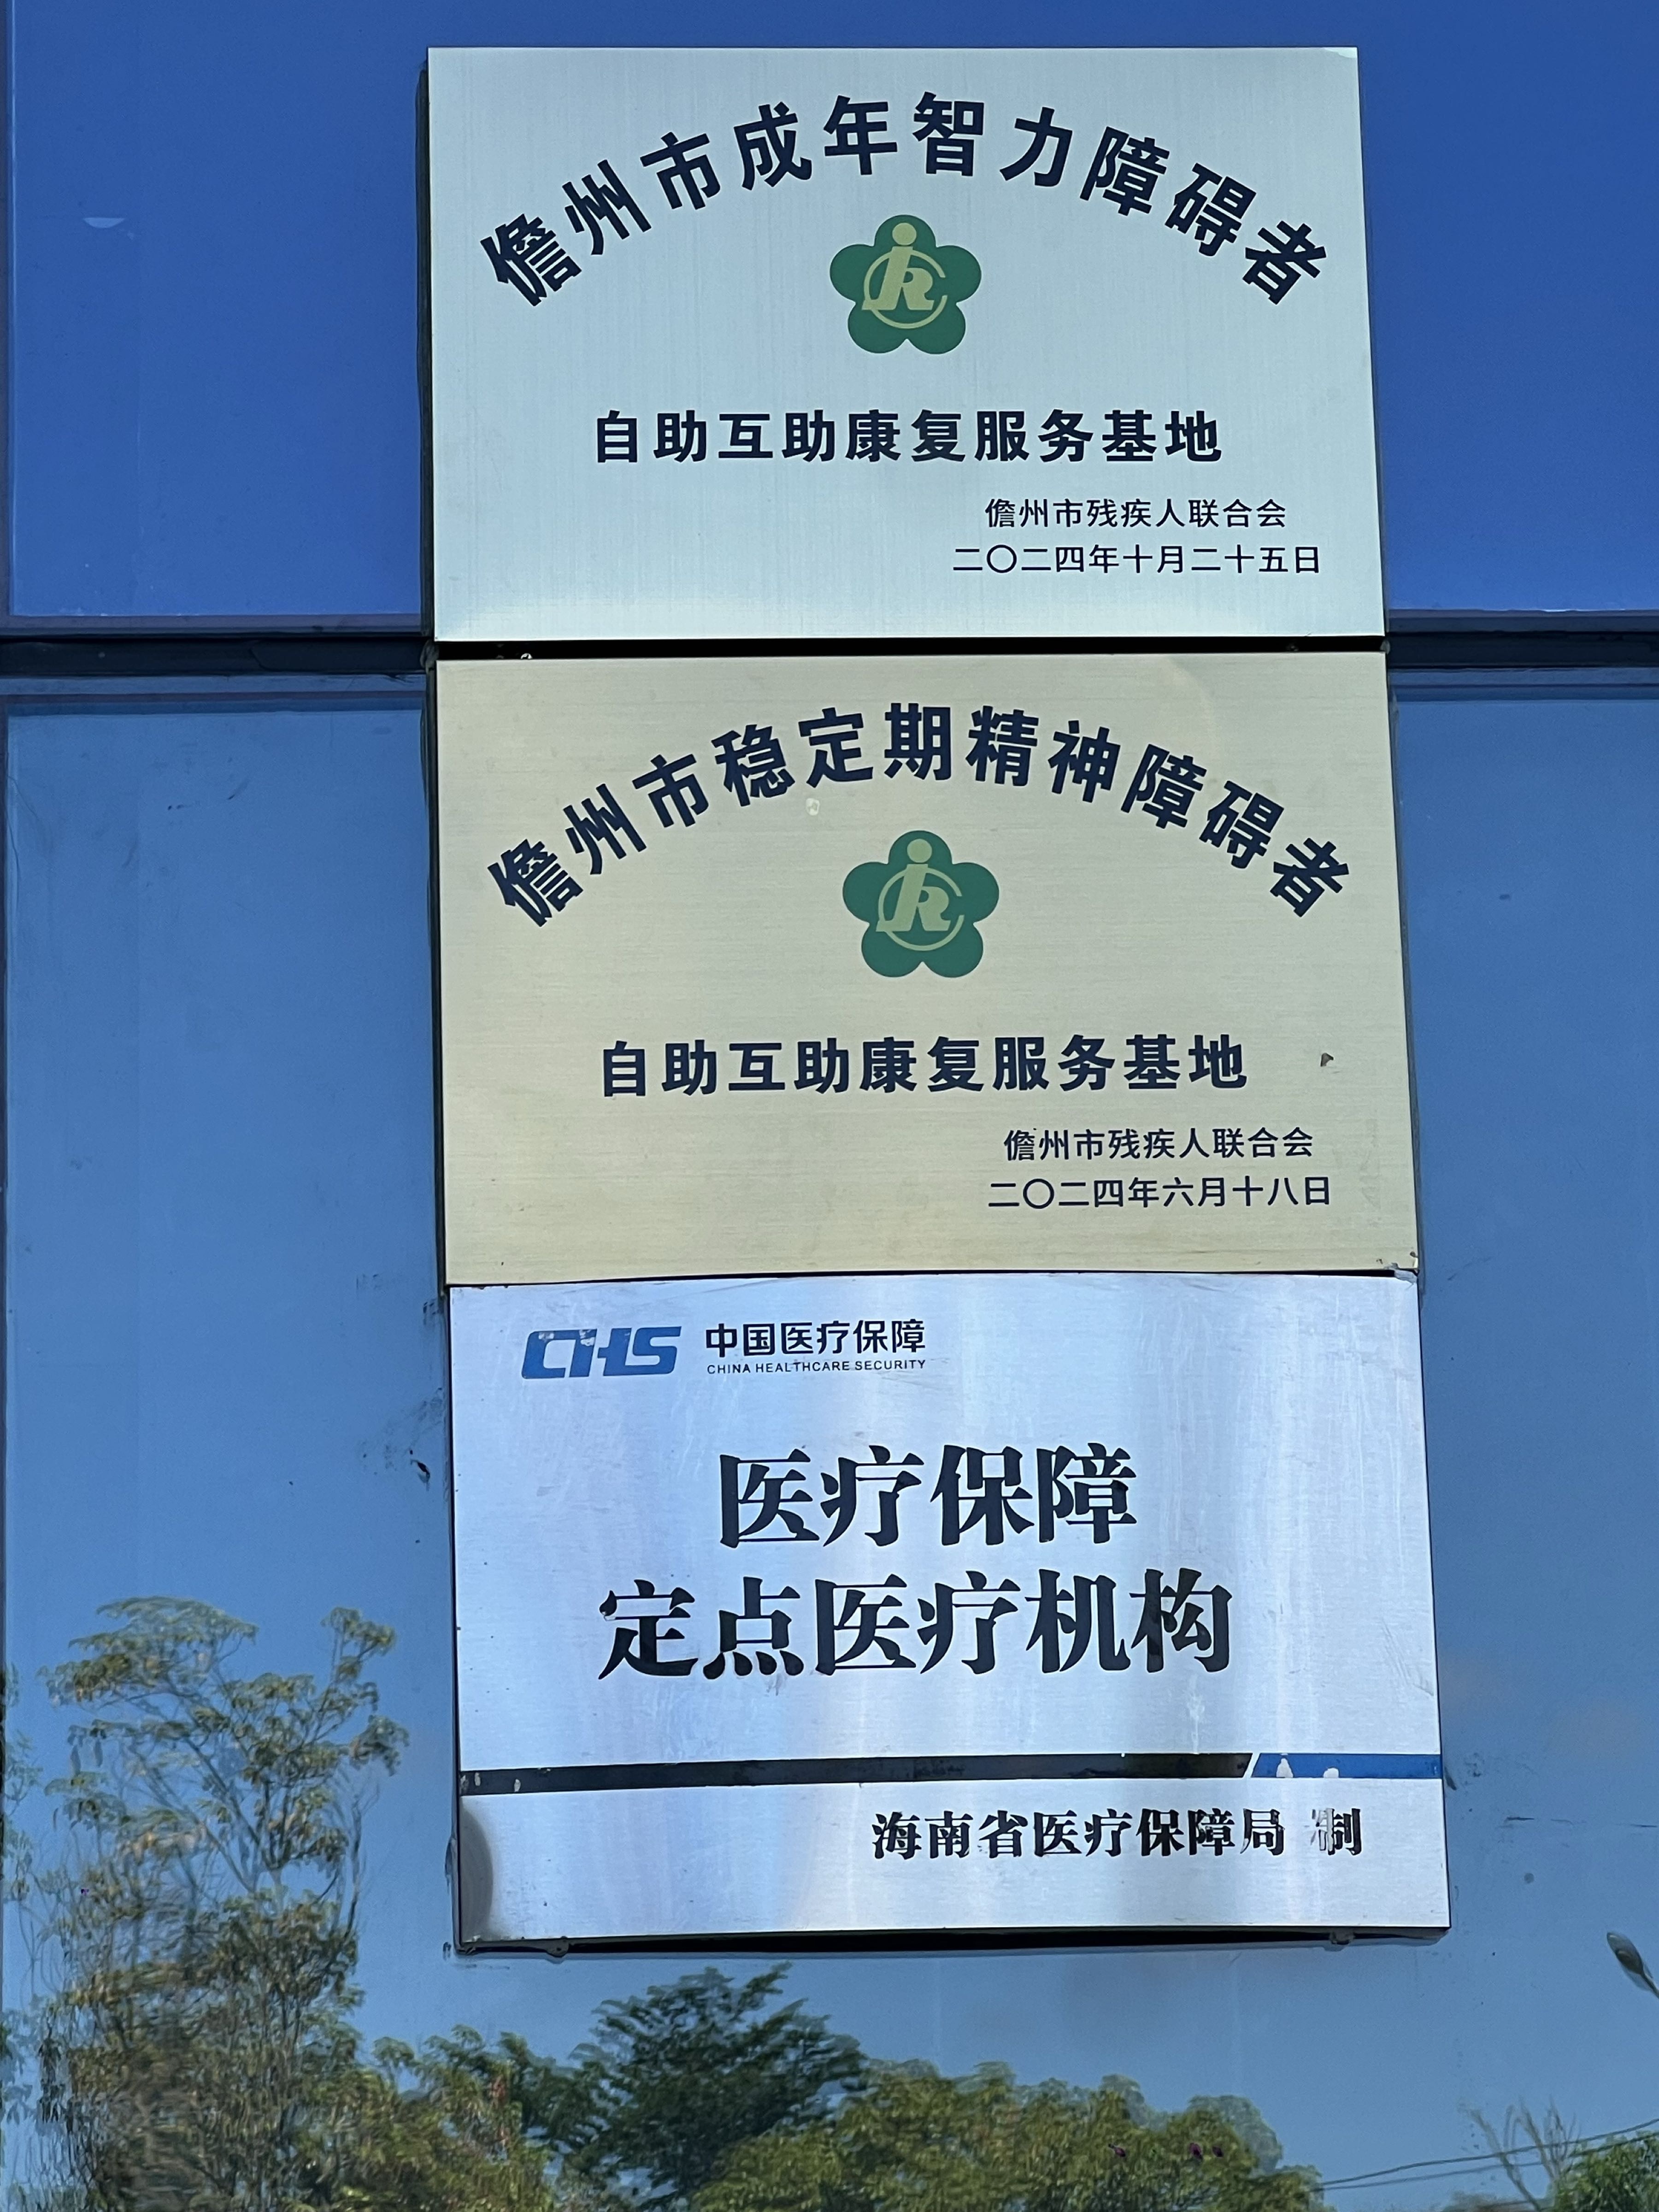 儋州市成年智力障碍者
自助互助康复服务基地
儋州市残疾人联合会
二〇二四年十月二十五日
儋州市稳定期精神障碍者
自助互助康复服务基地
儋州市残疾人联合会
二〇二四年六月十八日
CHS 中国医疗保障
CHINA HEALTHCARE SECURITY
医疗保障
定点医疗机构
海南省医疗保障局 制